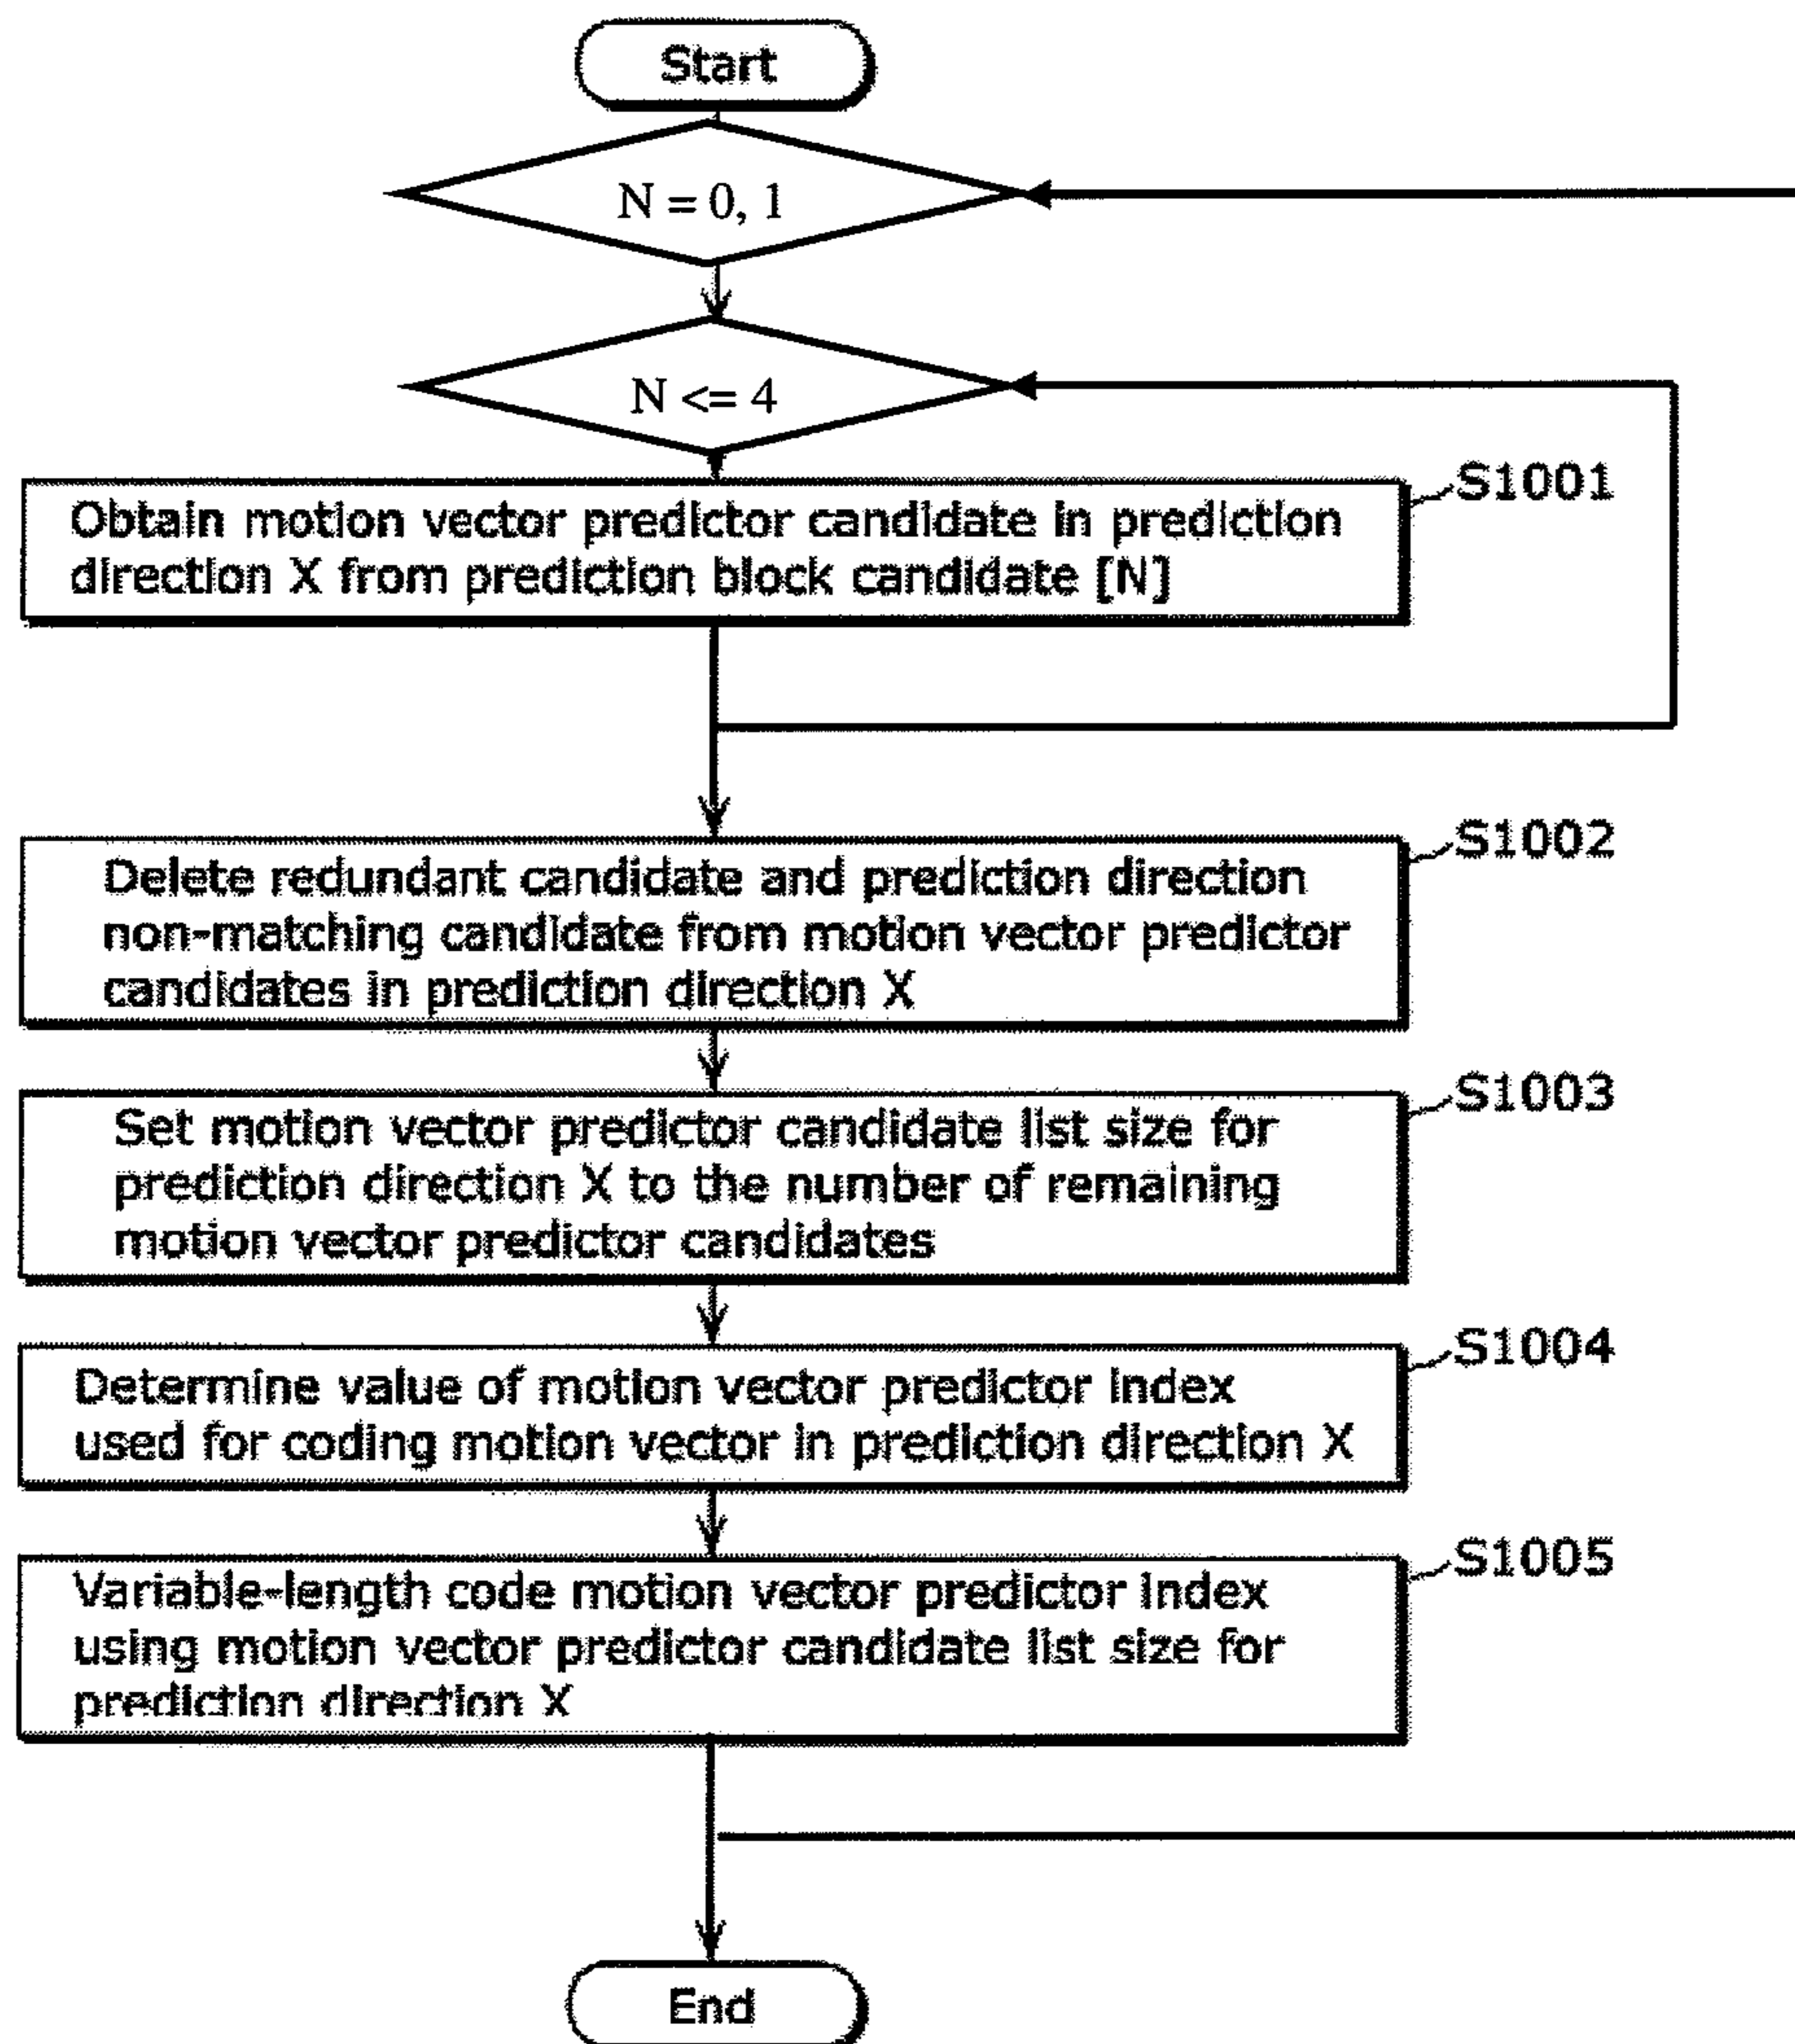 Start
N = 0, 1
N <= 4
S1001
Obtain motion vector predictor candidate in prediction
direction X from prediction block candidate [N]
S1002
Delete redundant candidate and prediction direction
non-matching candidate from motion vector predictor
candidates in prediction direction X
S1003
Set motion vector predictor candidate list size for
prediction direction X to the number of remaining
motion vector predictor candidates
S1004
Determine value of motion vector predictor index
used for coding motion vector in prediction direction X
S1005
Variable-length code motion vector predictor index
using motion vector predictor candidate list size for
prediction direction X
End